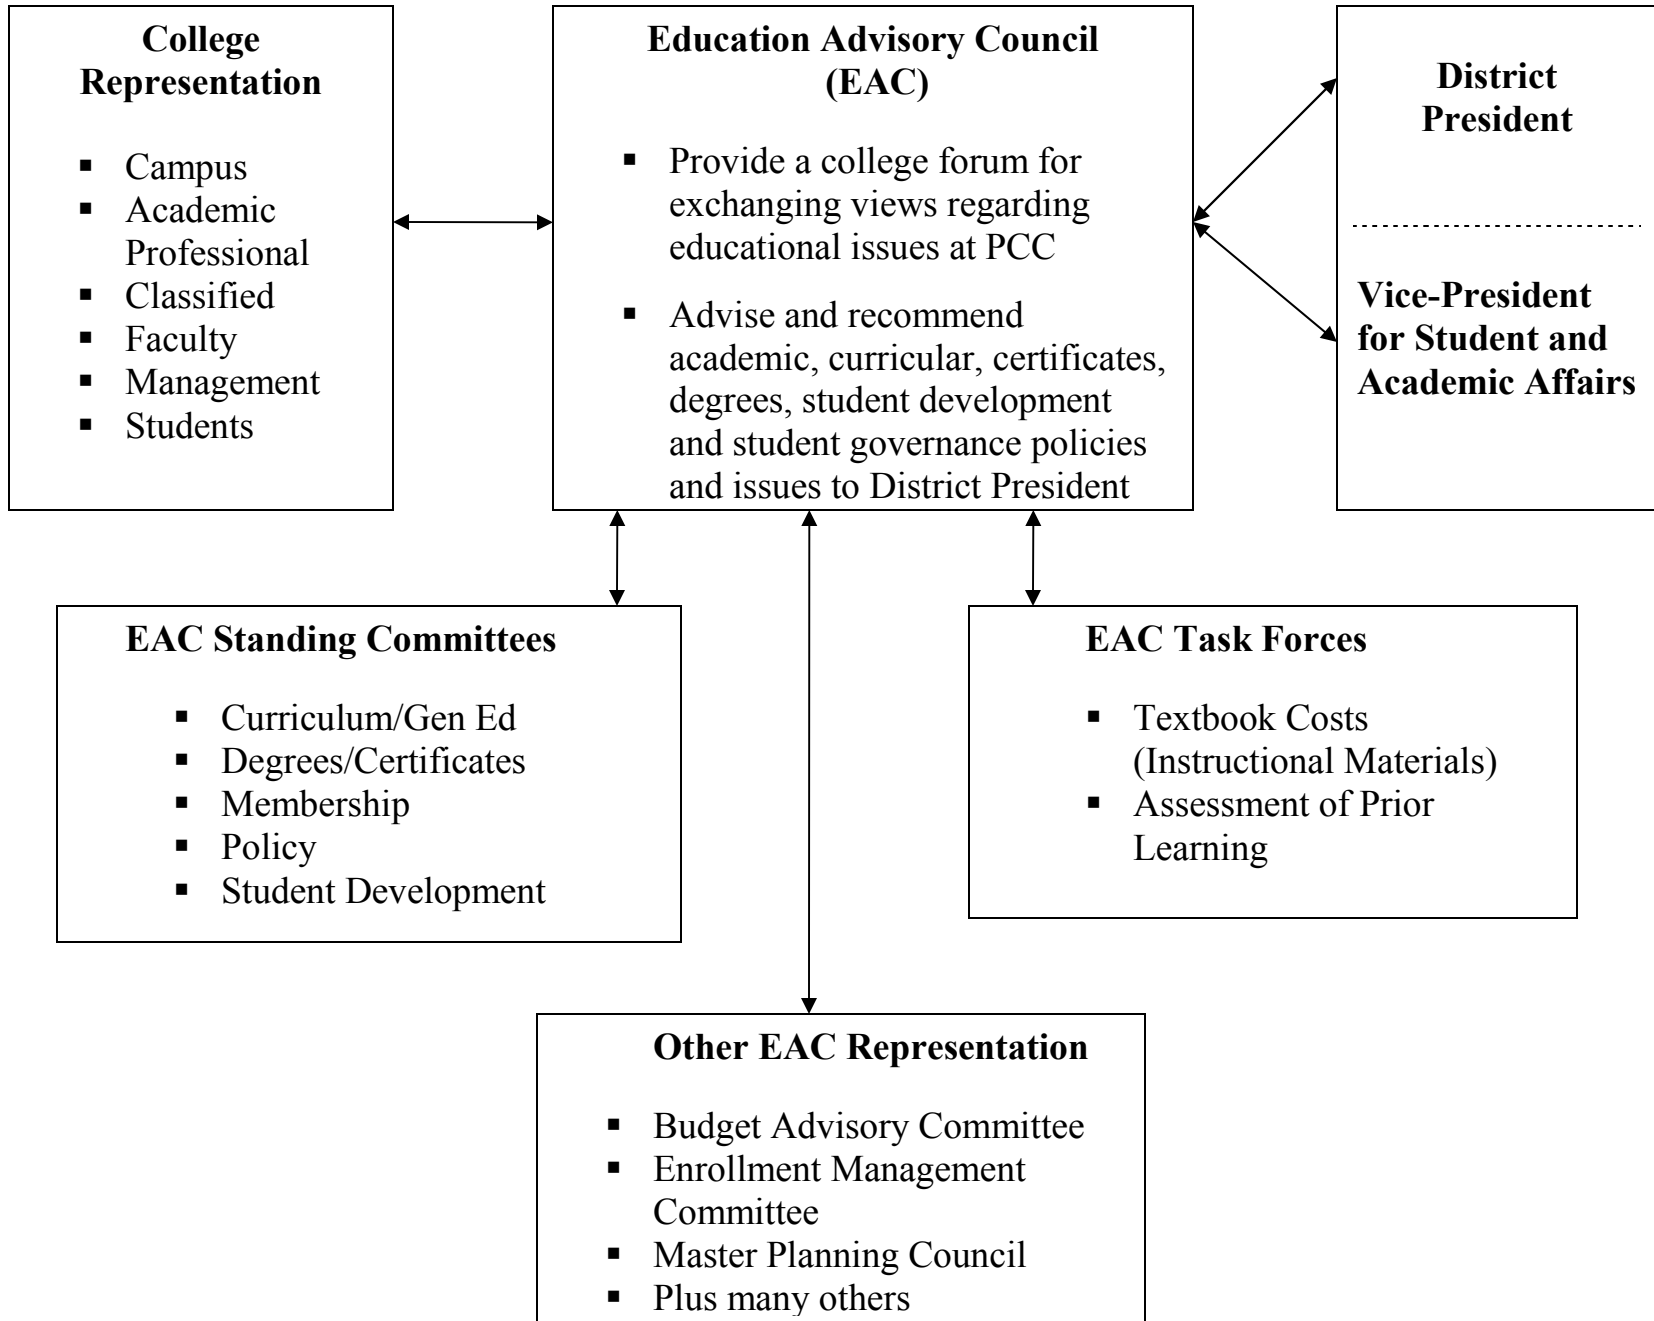 College
Representation
▪ Campus
▪ Academic
Professional
▪ Classified
▪ Faculty
▪ Management
▪ Students
Education Advisory Council
(EAC)
▪ Provide a college forum for
exchanging views regarding
educational issues at PCC
▪ Advise and recommend
academic, curricular, certificates,
degrees, student development
and student governance policies
and issues to District President
District
President
Vice-President
for Student and
Academic Affairs
EAC Standing Committees
▪ Curriculum/Gen Ed
▪ Degrees/Certificates
▪ Membership
▪ Policy
▪ Student Development
EAC Task Forces
▪ Textbook Costs
(Instructional Materials)
▪ Assessment of Prior
Learning
Other EAC Representation
▪ Budget Advisory Committee
▪ Enrollment Management
Committee
▪ Master Planning Council
▪ Plus many others